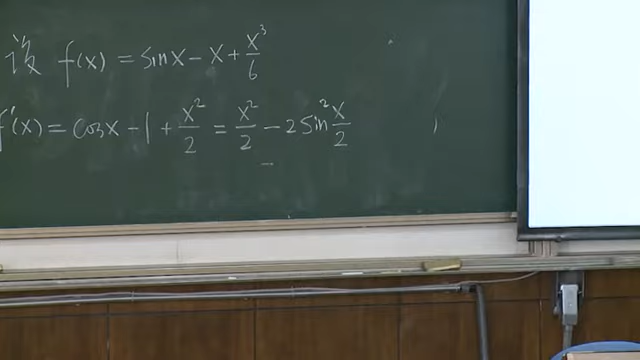 设 f(x) = sinx - x + x³/6
f'(x) = cosx - 1 + x²/2 = x²/2 - 2sin² x/2